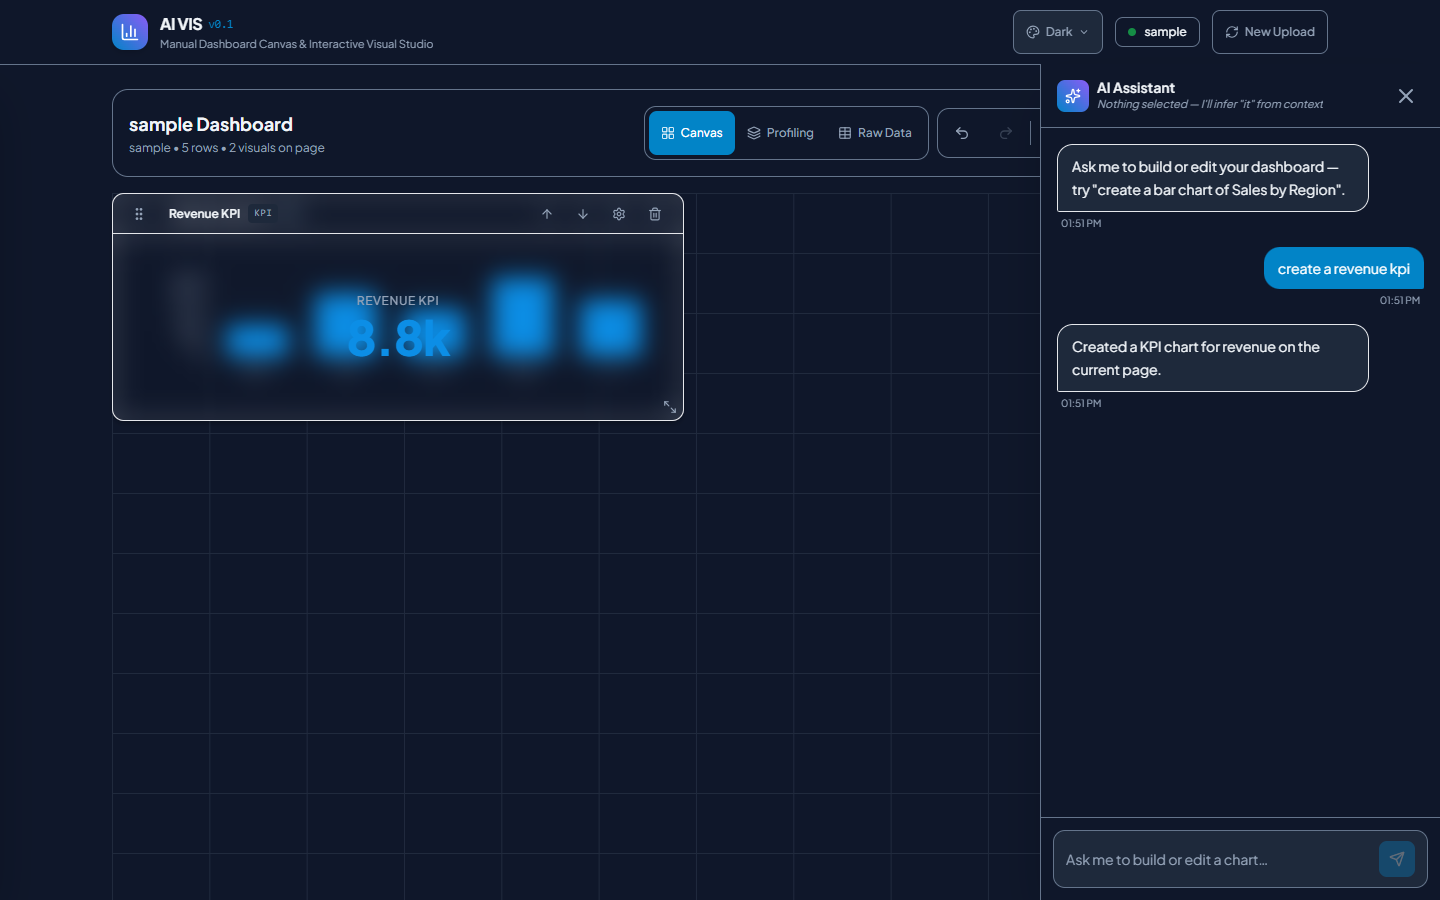 AI VIS v0.1
Manual Dashboard Canvas & Interactive Visual Studio
Dark
sample
New Upload
sample Dashboard
sample • 5 rows • 2 visuals on page
Canvas
Profiling
Raw Data
Revenue KPI KPI
REVENUE KPI
8.8k
AI Assistant
Nothing selected — I'll infer "it" from context
Ask me to build or edit your dashboard —
try "create a bar chart of Sales by Region".
01:51 PM
create a revenue kpi
01:51 PM
Created a KPI chart for revenue on the
current page.
01:51 PM
Ask me to build or edit a chart...